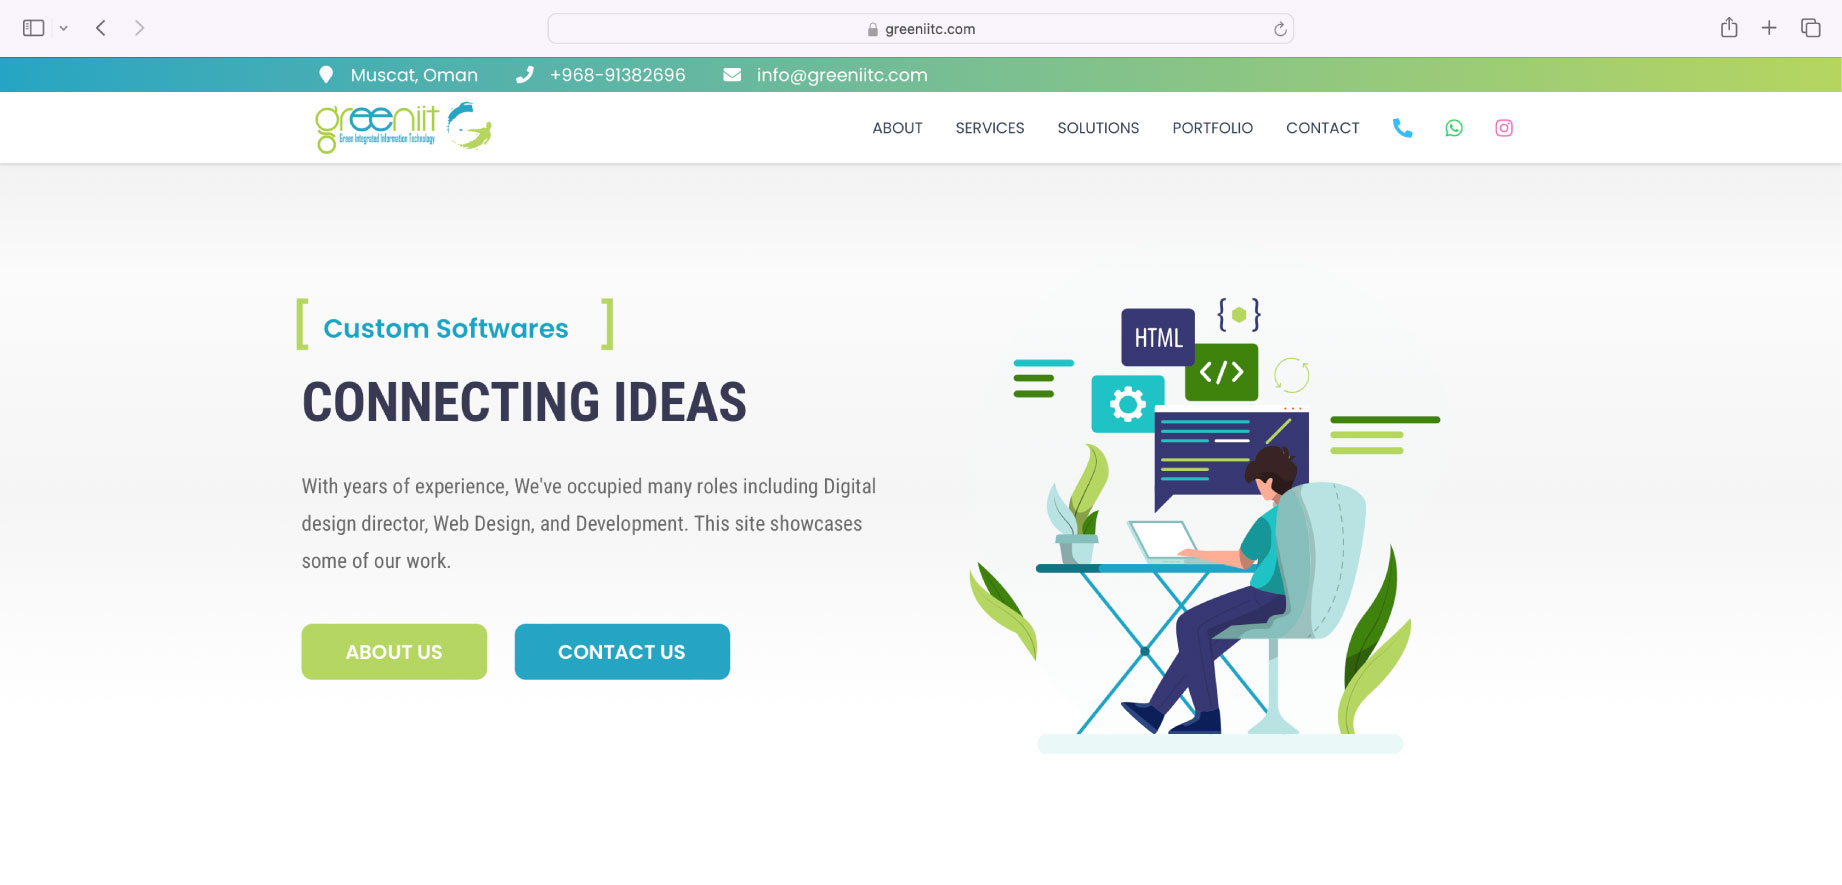 greeniitc.com
Muscat, Oman +968-91382696 info@greeniitc.com
greeniit
Green Integrated Information Technology
ABOUT SERVICES SOLUTIONS PORTFOLIO CONTACT
[ Custom Softwares ]
CONNECTING IDEAS
With years of experience, We've occupied many roles including Digital
design director, Web Design, and Development. This site showcases
some of our work.
ABOUT US CONTACT US
HTML
{ }
</>